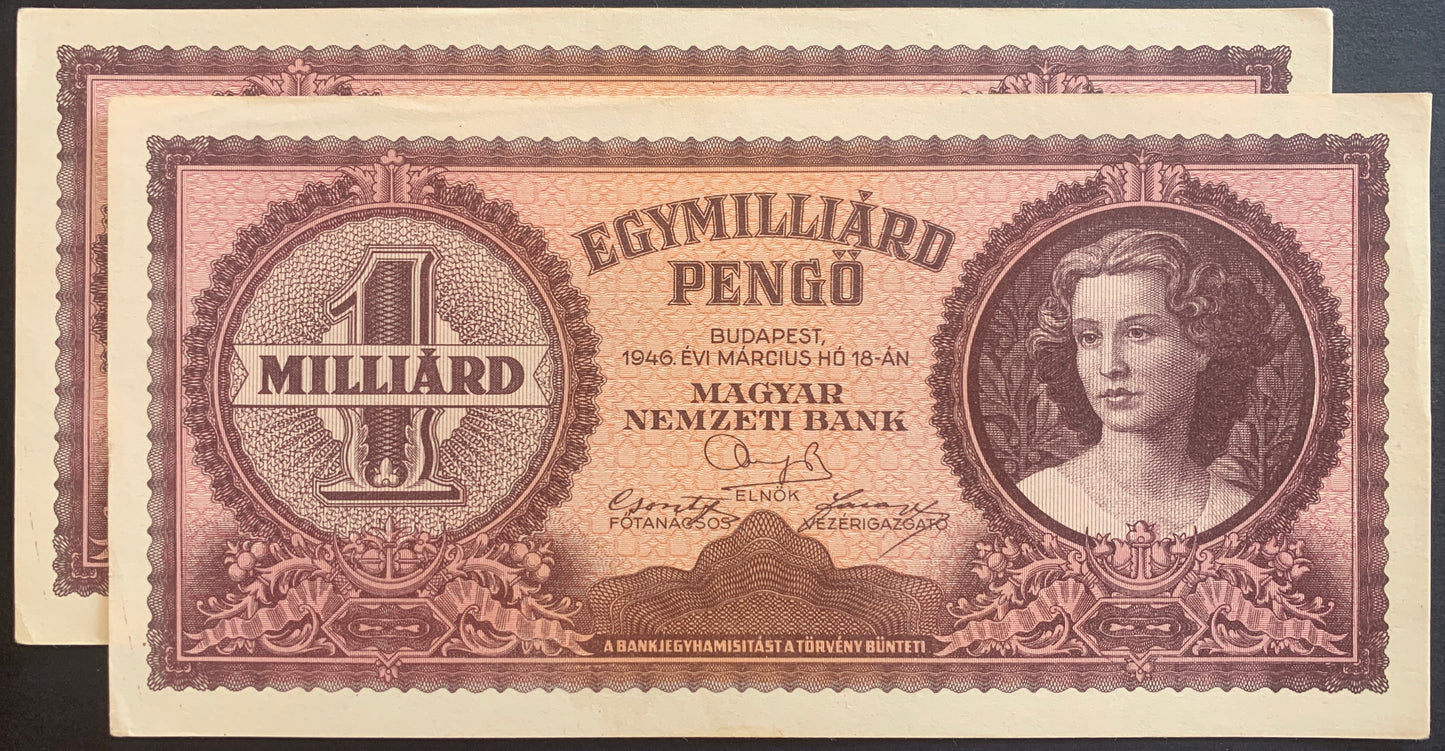 1
MILLIÁRD
EGYMILLIÁRD
PENGŐ
BUDAPEST,
1946. ÉVI MÁRCIUS HÓ 18-ÁN
MAGYAR
NEMZETI BANK
ELNÖK
FŐTANÁCSOS VEZÉRIGAZGATÓ
A BANKJEGYHAMISITÁST A TÖRVÉNY BÜNTETI